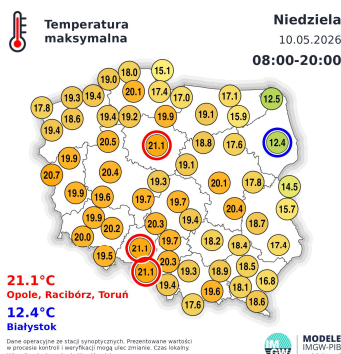 Temperatura
maksymalna
Niedziela
10.05.2026
08:00-20:00
19.0 18.0 15.1
17.8 19.3 19.4 20.1 17.4 17.0 17.1 12.5
19.4 18.6 19.4 19.2 19.9 19.1 15.9
20.5 21.1 18.8 17.6 12.4
19.9 19.1
20.7 20.4 19.3 20.1 17.8 14.5
19.9 19.6 19.7 19.7 20.4 15.7
19.9 20.2 20.3 19.4 18.7
20.0 21.1 19.7 18.2 18.4 17.4
19.5 20.3
21.1 19.3 18.9 18.5
19.4 19.6 18.1 16.8
17.6 18.6
21.1°C
Opole, Racibórz, Toruń
12.4°C
Białystok
Dane operacyjne ze stacji synoptycznych. Prezentowane wartości
w procesie kontroli i weryfikacji mogą ulec zmianie. Czas lokalny.
MODELE
IMGW-PIB